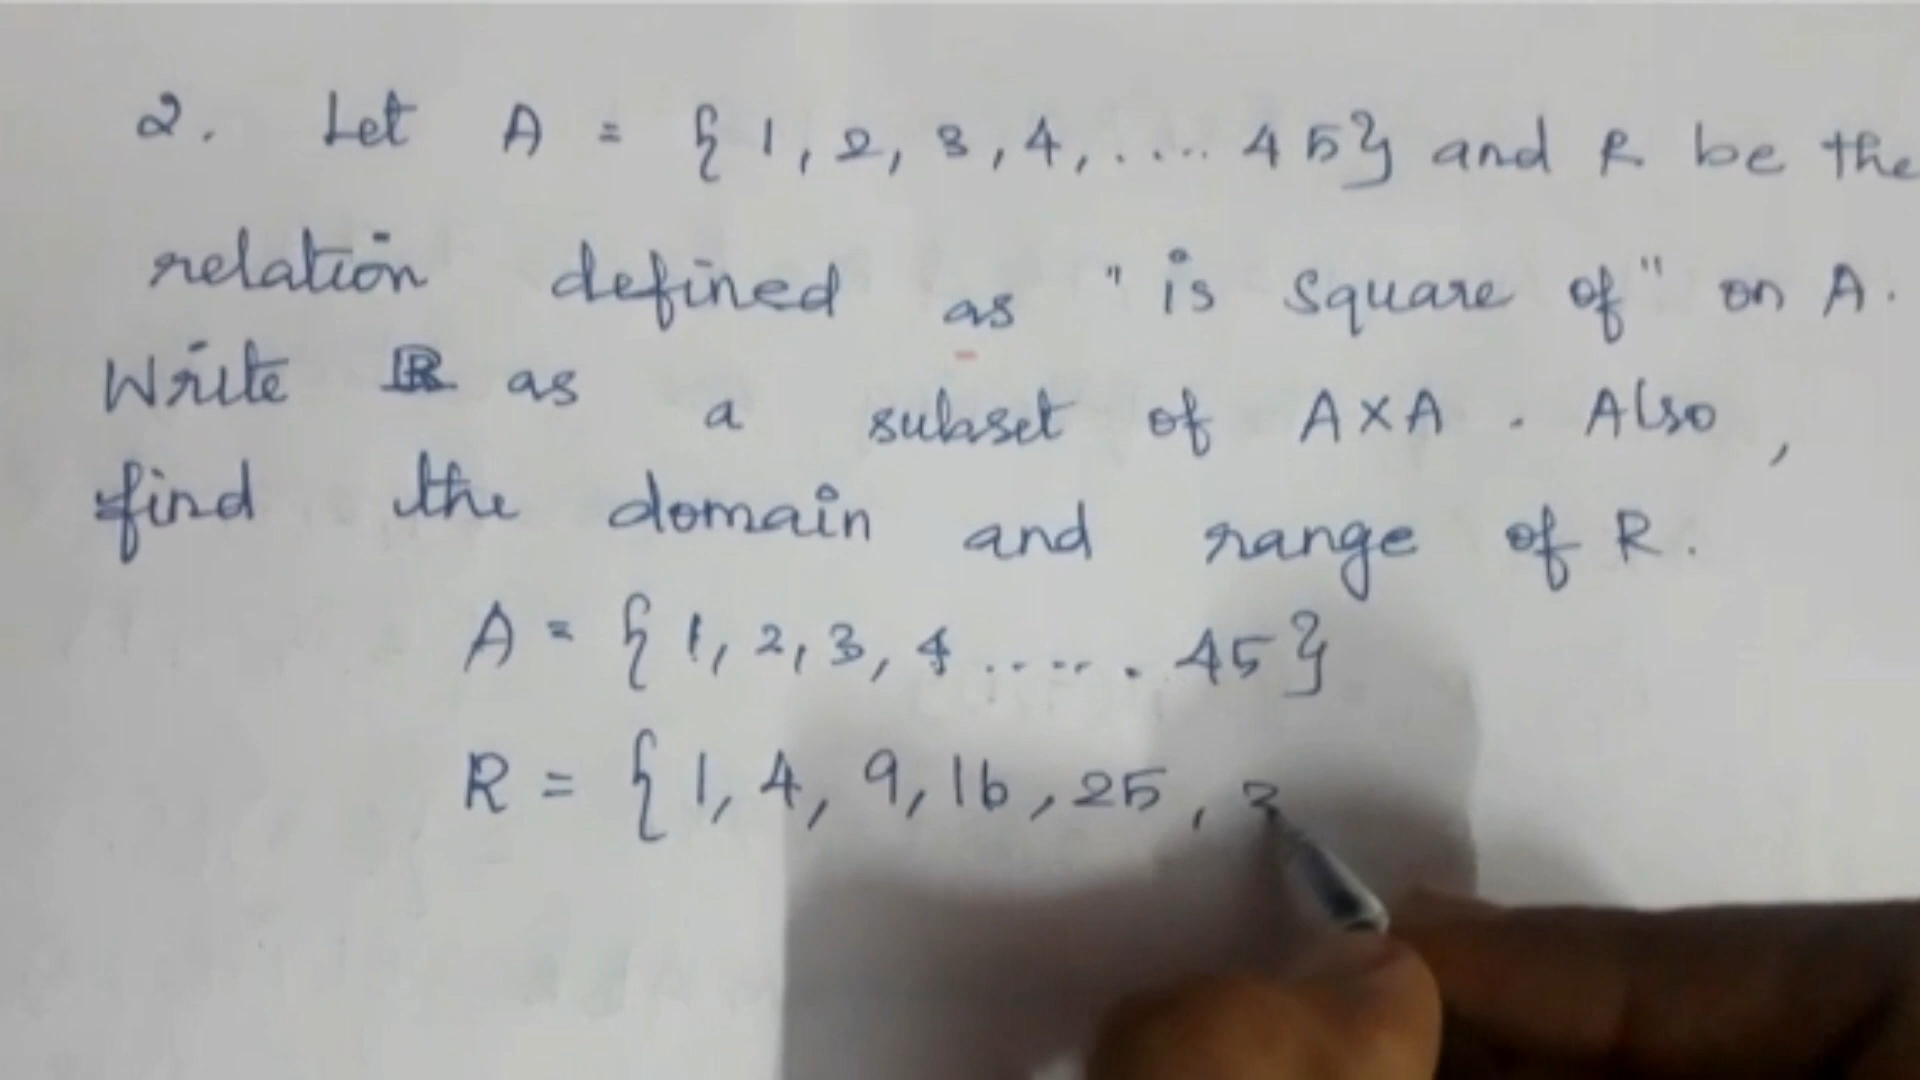 2. Let A = {1, 2, 3, 4, .... 45} and R be the
relation defined as "is square of" on A.
Write R as a subset of A×A. Also,
find the domain and range of R.
A = {1, 2, 3, 4 ..... 45}
R = {1, 4, 9, 16, 25, 3